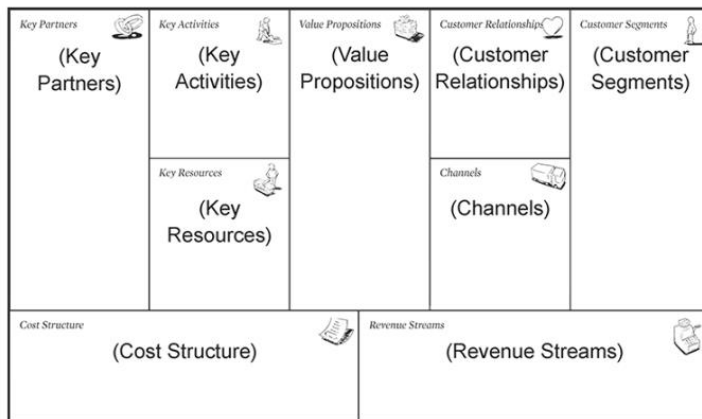 Key Partners
(Key
Partners)
Key Activities
(Key
Activities)
Value Propositions
(Value
Propositions)
Customer Relationships
(Customer
Relationships)
Customer Segments
(Customer
Segments)
Key Resources
(Key
Resources)
Channels
(Channels)
Cost Structure
(Cost Structure)
Revenue Streams
(Revenue Streams)